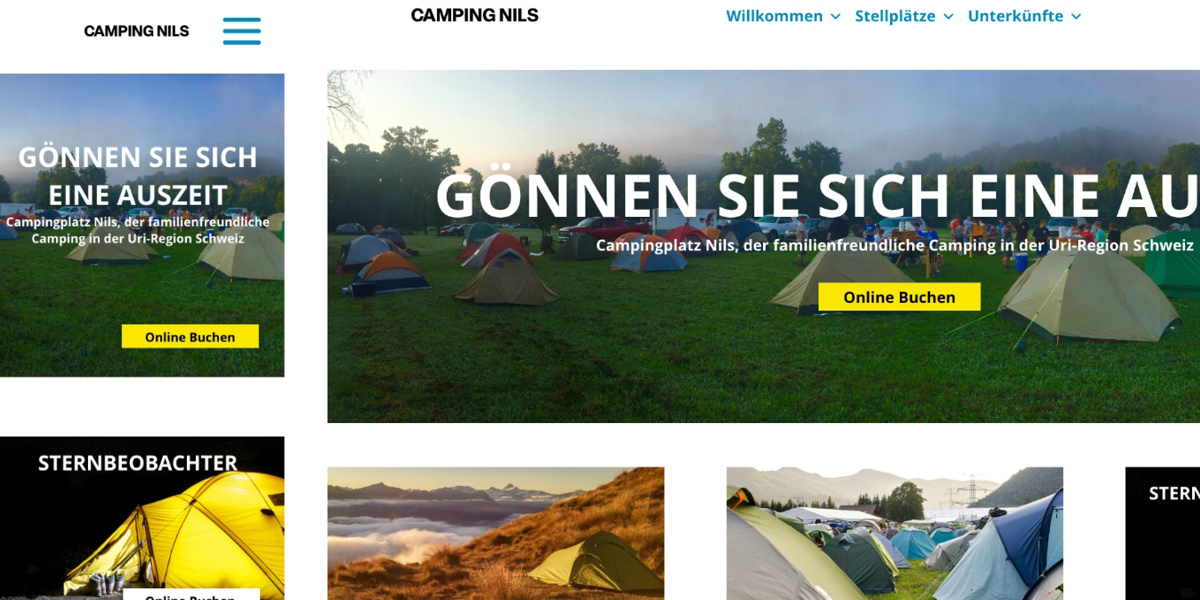 CAMPING NILS
GÖNNEN SIE SICH
EINE AUSZEIT
Campingplatz Nils, der familienfreundliche
Camping in der Uri-Region Schweiz
Online Buchen
STERNBEOBACHTER
Online Buchen
CAMPING NILS
Willkommen Stellplätze Unterkünfte
GÖNNEN SIE SICH EINE AU
Campingplatz Nils, der familienfreundliche Camping in der Uri-Region Schweiz
Online Buchen
STERN